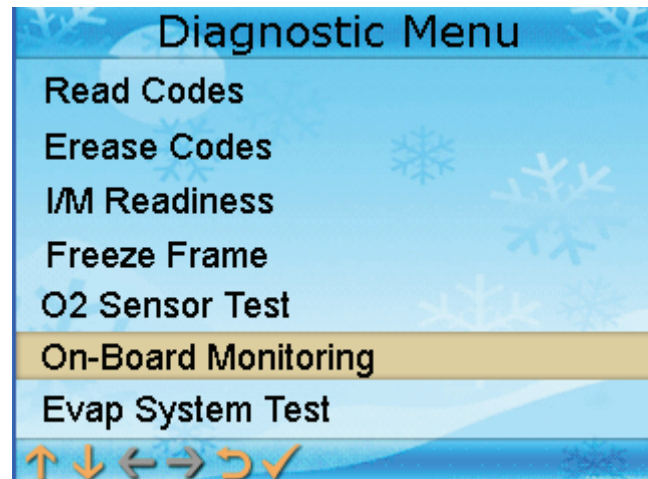 Diagnostic Menu
Read Codes
Erease Codes
I/M Readiness
Freeze Frame
O2 Sensor Test
On-Board Monitoring
Evap System Test